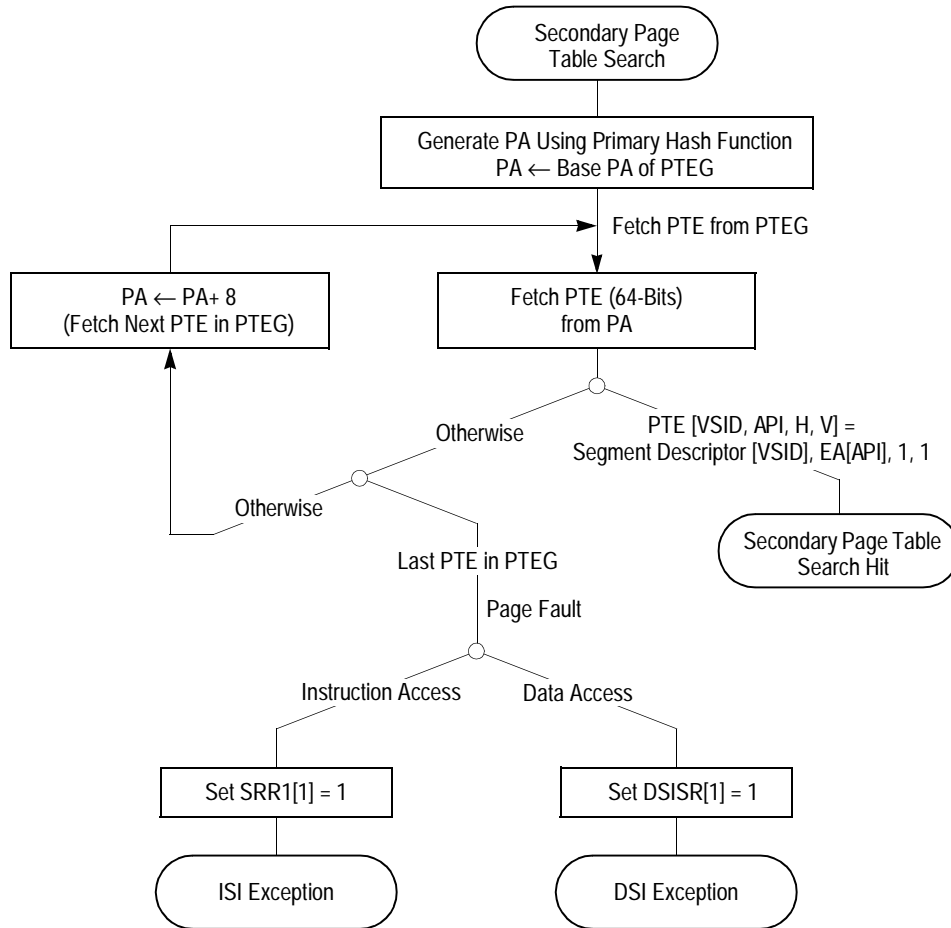 Secondary Page
Table Search
Generate PA Using Primary Hash Function
PA ← Base PA of PTEG
Fetch PTE from PTEG
PA ← PA+ 8
(Fetch Next PTE in PTEG)
Fetch PTE (64-Bits)
from PA
Otherwise
PTE [VSID, API, H, V] =
Segment Descriptor [VSID], EA[API], 1, 1
Otherwise
Secondary Page Table
Search Hit
Last PTE in PTEG
Page Fault
Instruction Access
Data Access
Set SRR1[1] = 1
Set DSISR[1] = 1
ISI Exception
DSI Exception